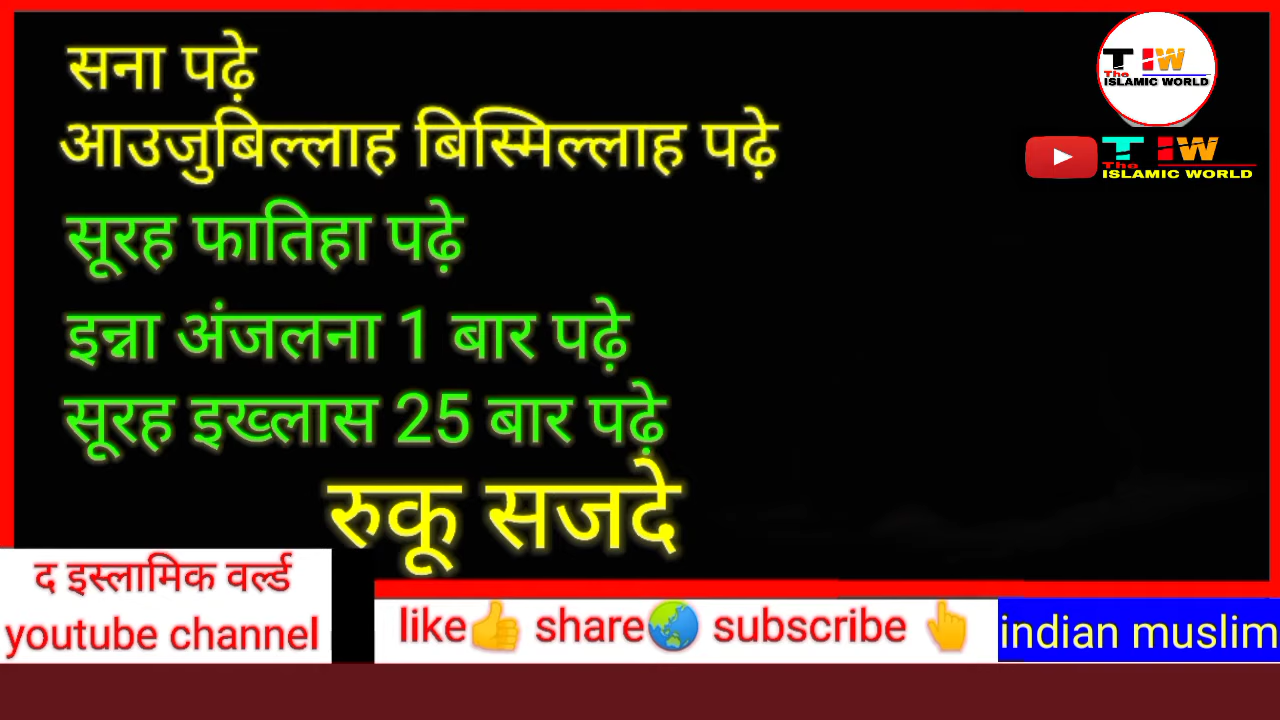 सना पढ़े
आउजुबिल्लाह बिस्मिल्लाह पढ़े
सूरह फातिहा पढ़े
इन्ना अंजलना 1 बार पढ़े
सूरह इख्लास 25 बार पढ़े
रुकू सजदे
TIW
The
ISLAMIC WORLD
TIW
The
ISLAMIC WORLD
द इस्लामिक वर्ल्ड
youtube channel
like👍 share🌏 subscribe 👆
indian muslim